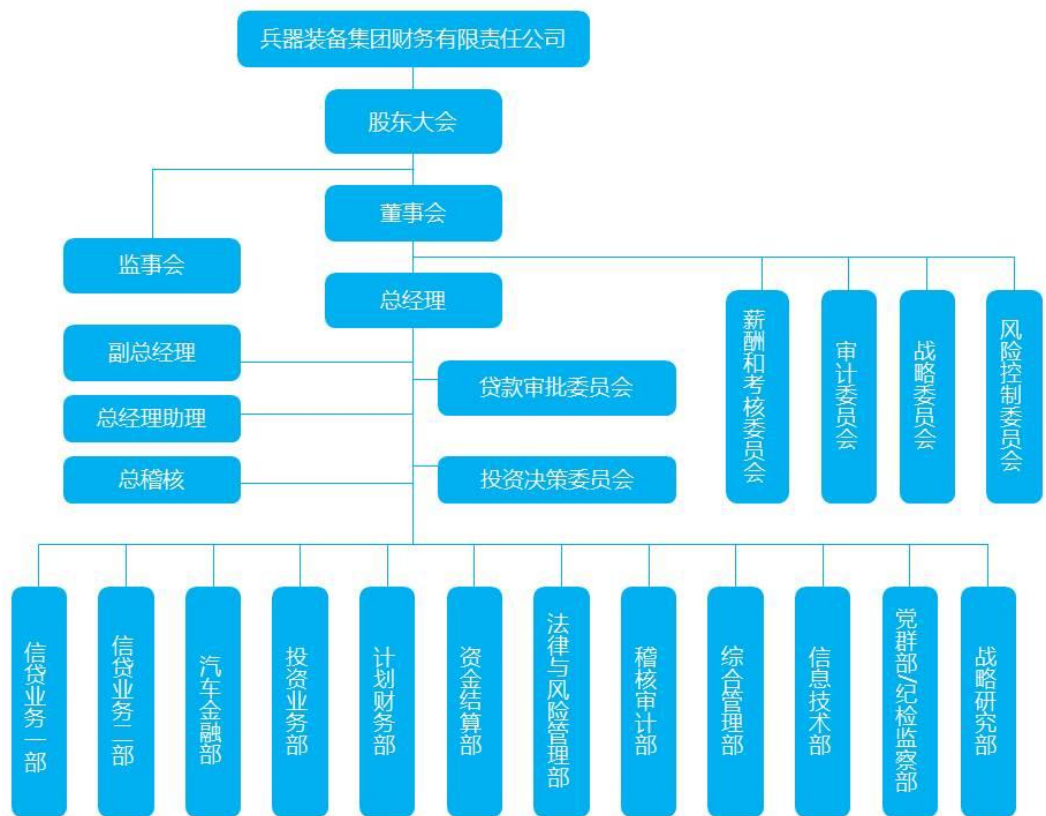 兵器装备集团财务有限责任公司
股东大会
董事会
监事会
总经理
薪酬和考核委员会
审计委员会
战略委员会
风险控制委员会
副总经理
贷款审批委员会
总经理助理
总稽核
投资决策委员会
信贷业务一部
信贷业务二部
汽车金融部
投资业务部
计划财务部
资金结算部
法律与风险管理部
稽核审计部
综合管理部
信息技术部
党群部/纪检监察部
战略研究部